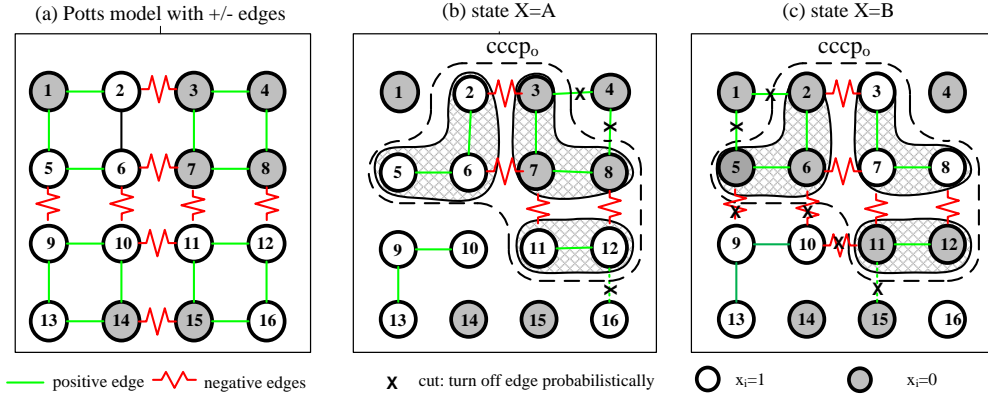 (a) Potts model with +/- edges
(b) state X=A
(c) state X=B
1 2 3 4
5 6 7 8
9 10 11 12
13 14 15 16
cccpₒ
1 2 3 4
X
X
5 6 7 8
9 10 11 12
X
13 14 15 16
cccpₒ
1 X 2 3 4
X
5 6 7 8
X X
9 10 X 11 12
X
13 14 15 16
positive edge
negative edges
X cut: turn off edge probabilistically
xᵢ=1
xᵢ=0